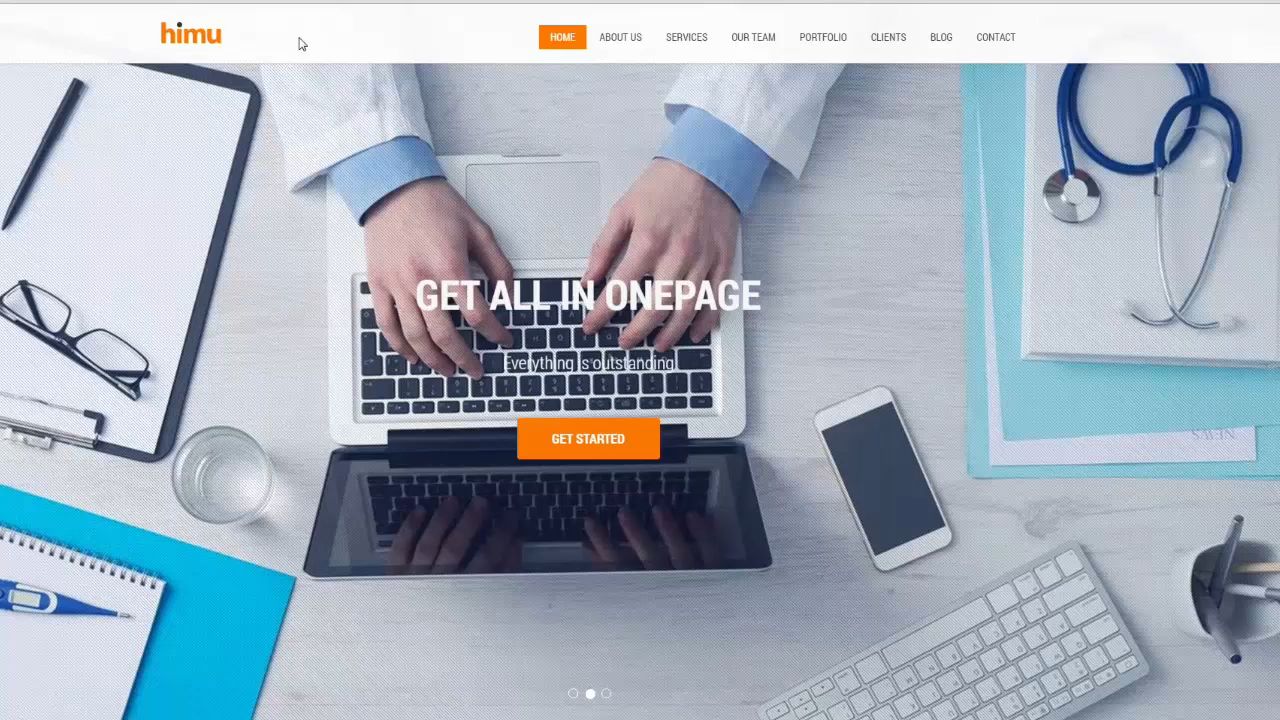 himu
HOME ABOUT US SERVICES OUR TEAM PORTFOLIO CLIENTS BLOG CONTACT
GET ALL IN ONEPAGE
Everything is outstanding
GET STARTED
NEWS